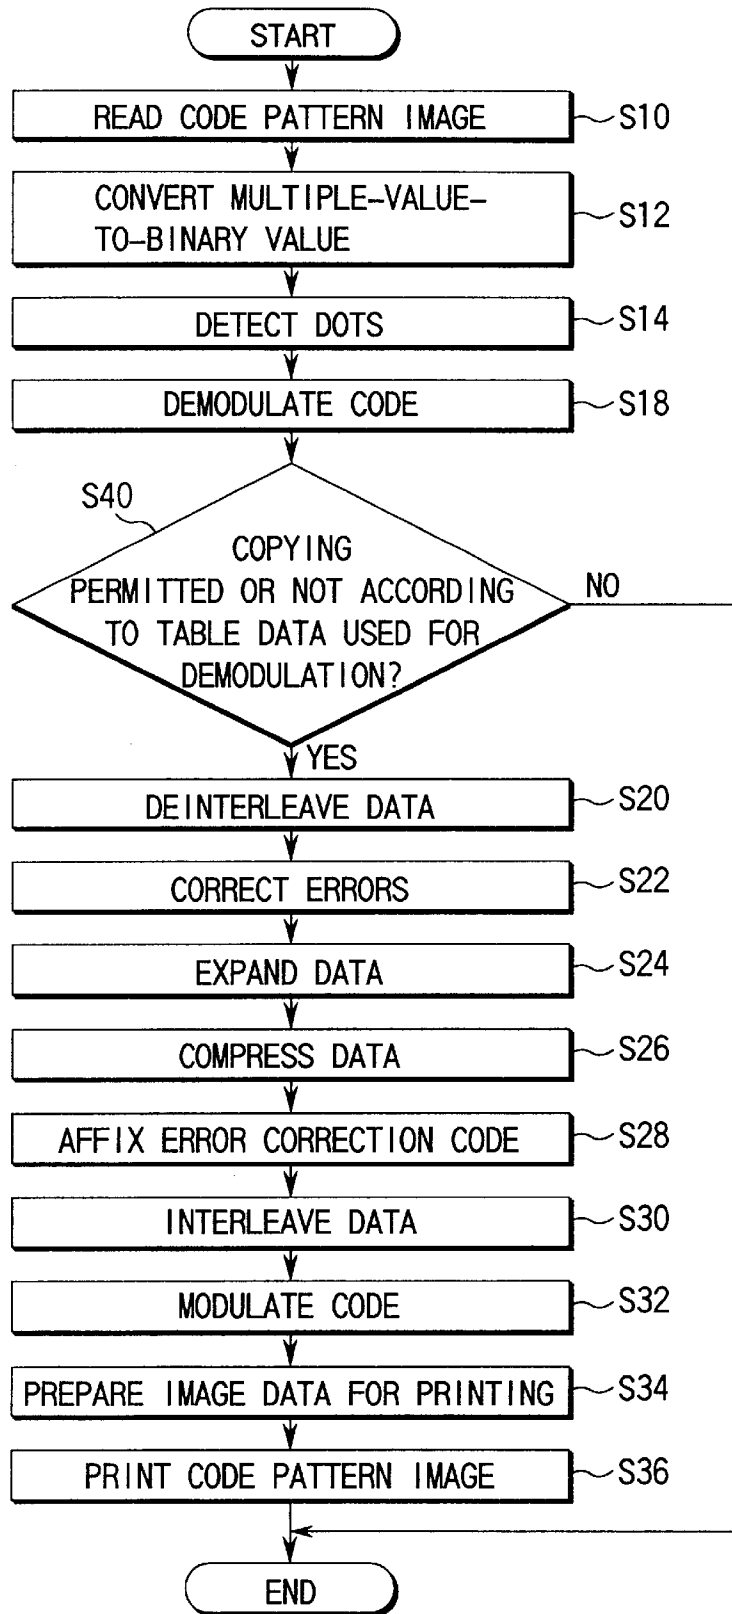 START
READ CODE PATTERN IMAGE S10
CONVERT MULTIPLE-VALUE-
TO-BINARY VALUE S12
DETECT DOTS S14
DEMODULATE CODE S18
S40
COPYING
PERMITTED OR NOT ACCORDING
TO TABLE DATA USED FOR
DEMODULATION?
NO
YES
DEINTERLEAVE DATA S20
CORRECT ERRORS S22
EXPAND DATA S24
COMPRESS DATA S26
AFFIX ERROR CORRECTION CODE S28
INTERLEAVE DATA S30
MODULATE CODE S32
PREPARE IMAGE DATA FOR PRINTING S34
PRINT CODE PATTERN IMAGE S36
END